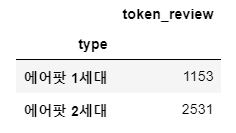 token_review
type
에어팟 1세대 1153
에어팟 2세대 2531